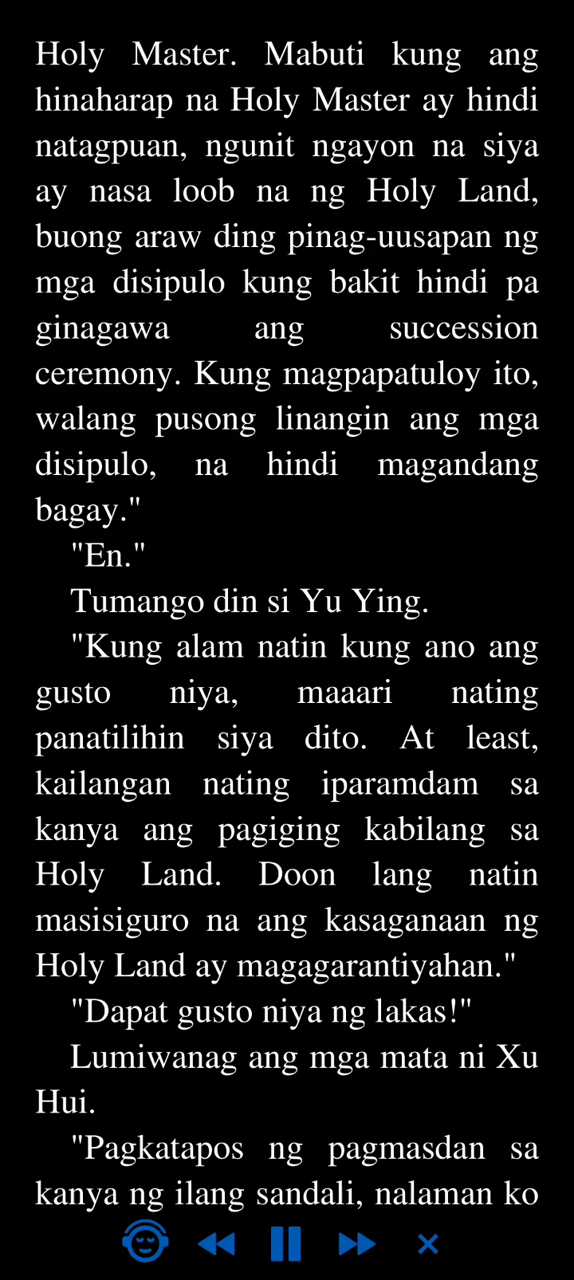 Holy Master. Mabuti kung ang
hinaharap na Holy Master ay hindi
natagpuan, ngunit ngayon na siya
ay nasa loob na ng Holy Land,
buong araw ding pinag-uusapan ng
mga disipulo kung bakit hindi pa
ginagawa ang succession
ceremony. Kung magpapatuloy ito,
walang pusong linangin ang mga
disipulo, na hindi magandang
bagay."
"En."
Tumango din si Yu Ying.
"Kung alam natin kung ano ang
gusto niya, maaari nating
panatilihin siya dito. At least,
kailangan nating iparamdam sa
kanya ang pagiging kabilang sa
Holy Land. Doon lang natin
masisiguro na ang kasaganaan ng
Holy Land ay magagarantiyahan."
"Dapat gusto niya ng lakas!"
Lumiwanag ang mga mata ni Xu
Hui.
"Pagkatapos ng pagmasdan sa
kanya ng ilang sandali, nalaman ko